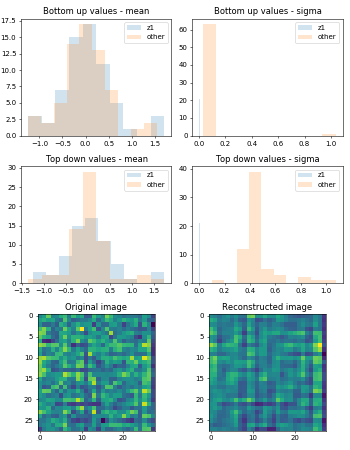 Bottom up values - mean
17.5
15.0
12.5
10.0
7.5
5.0
2.5
0.0
z1
other
−1.0 −0.5 0.0 0.5 1.0 1.5
Bottom up values - sigma
60
50
40
30
20
10
0
z1
other
0.0 0.2 0.4 0.6 0.8 1.0
Top down values - mean
30
25
20
15
10
5
0
z1
other
−1.5 −1.0 −0.5 0.0 0.5 1.0 1.5
Top down values - sigma
40
30
20
10
0
z1
other
0.0 0.2 0.4 0.6 0.8 1.0
Original image
0
5
10
15
20
25
0 10 20
Reconstructed image
0
5
10
15
20
25
0 10 20